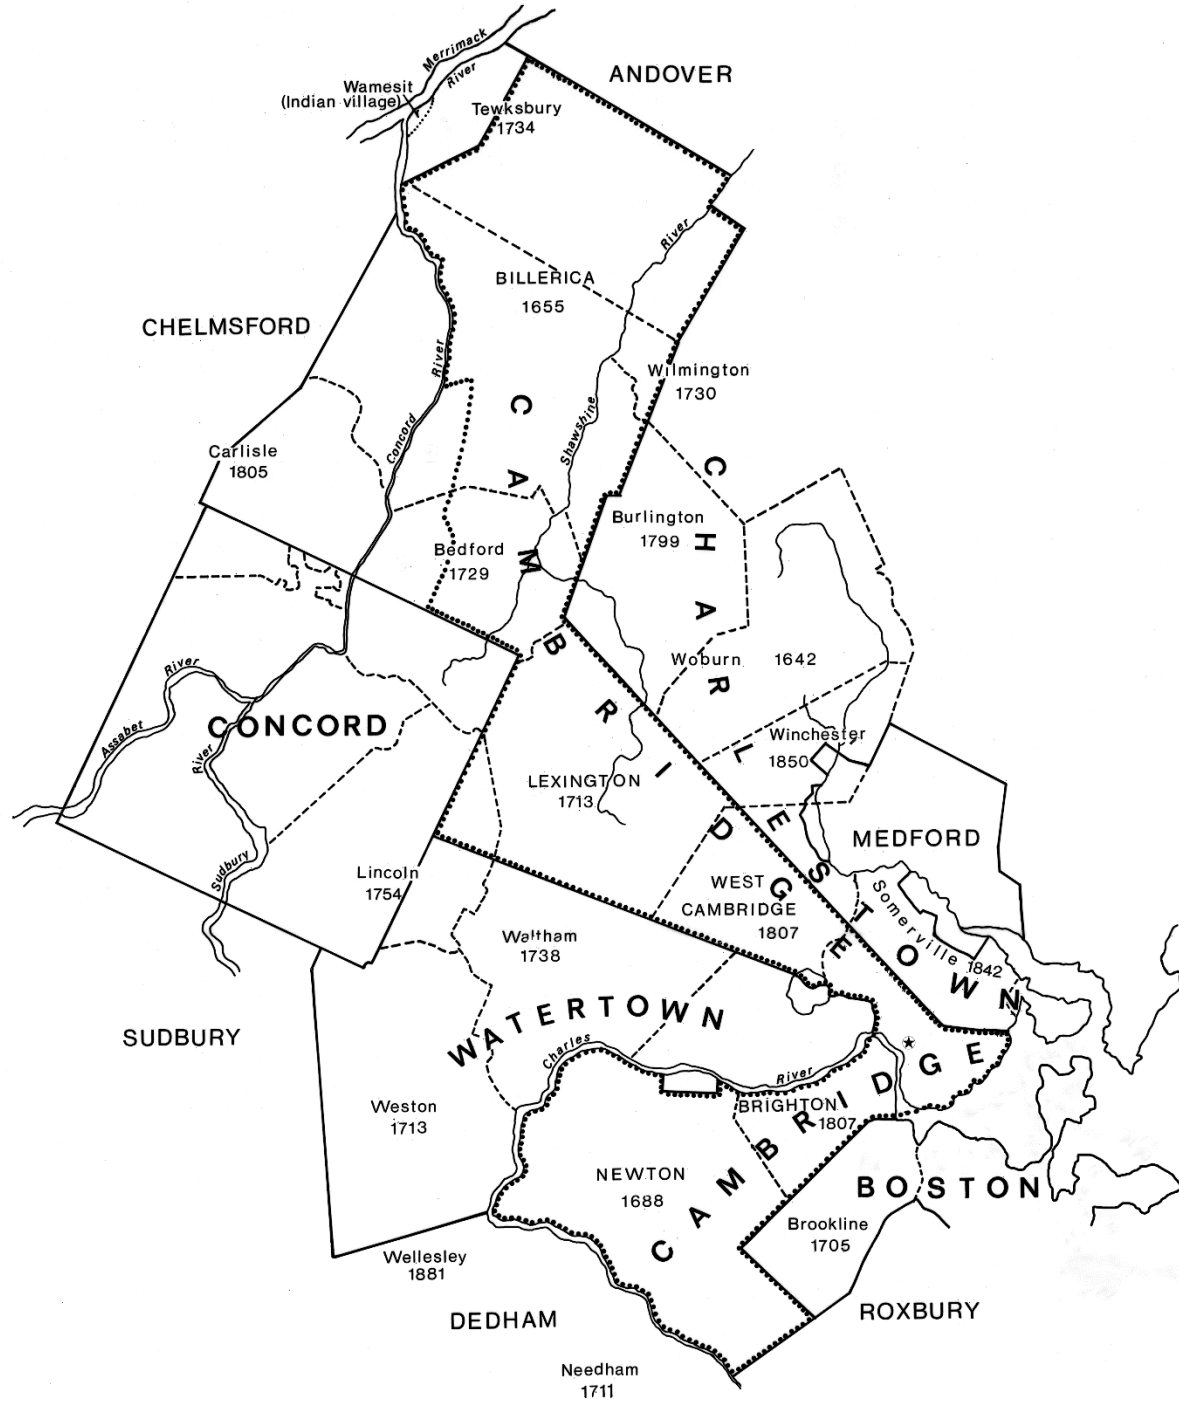 Merrimack
River
ANDOVER
Wamesit
(Indian village)
Tewksbury
1734
River
BILLERICA
1655
CHELMSFORD
River
Wilmington
1730
Concord
Shawshine
Carlisle
1805
Burlington
1799
Bedford
1729
CAMBRIDGE
CHARLESTOWN
Woburn 1642
River
Assabet
CONCORD
River
Winchester
1850
LEXINGTON
1713
MEDFORD
Sudbury
Lincoln
1754
WEST
CAMBRIDGE
1807
Somerville 1842
Waltham
1738
WATERTOWN
SUDBURY
Charles
River
Weston
1713
BRIGHTON
1807
CAMBRIDGE
NEWTON
1688
BOSTON
Brookline
1705
Wellesley
1881
DEDHAM
ROXBURY
Needham
1711